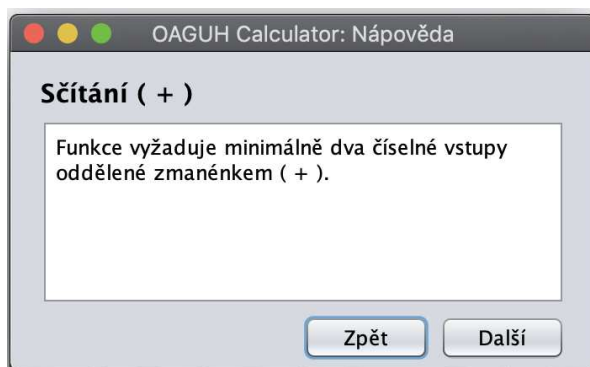 OAGUH Calculator: Nápověda
Sčítání ( + )
Funkce vyžaduje minimálně dva číselné vstupy
oddělené zmanénkem ( + ).
Zpět
Další